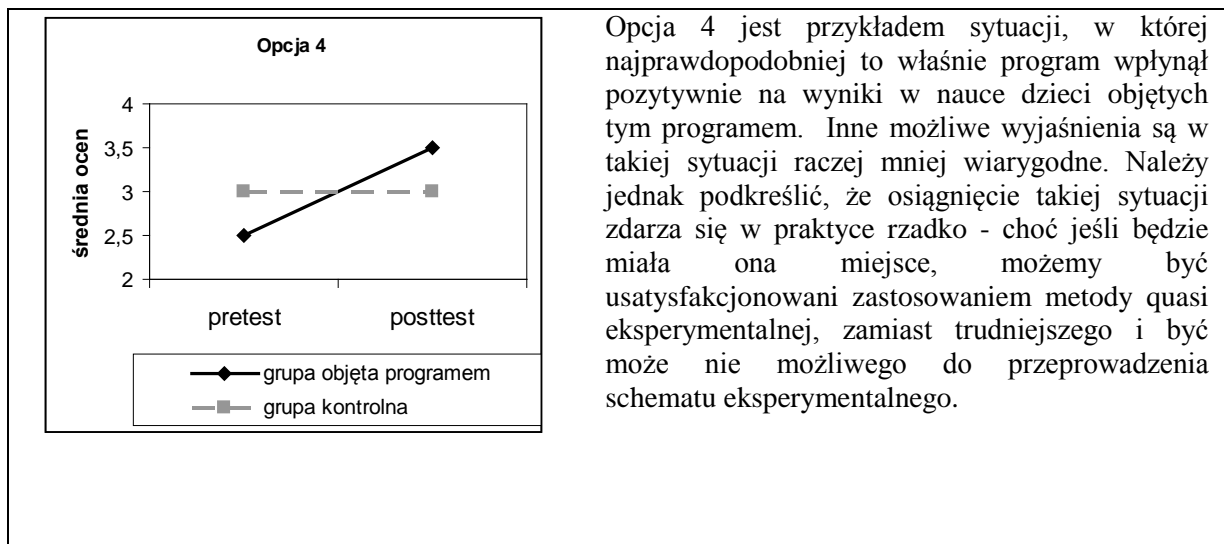 Opcja 4
średnia ocen
4
3,5
3
2,5
2
pretest posttest
grupa objęta programem
grupa kontrolna
Opcja 4 jest przykładem sytuacji, w której
najprawdopodobniej to właśnie program wpłynął
pozytywnie na wyniki w nauce dzieci objętych
tym programem. Inne możliwe wyjaśnienia są w
takiej sytuacji raczej mniej wiarygodne. Należy
jednak podkreślić, że osiągnięcie takiej sytuacji
zdarza się w praktyce rzadko - choć jeśli będzie
miała ona miejsce, możemy być
usatysfakcjonowani zastosowaniem metody quasi
eksperymentalnej, zamiast trudniejszego i być
może nie możliwego do przeprowadzenia
schematu eksperymentalnego.